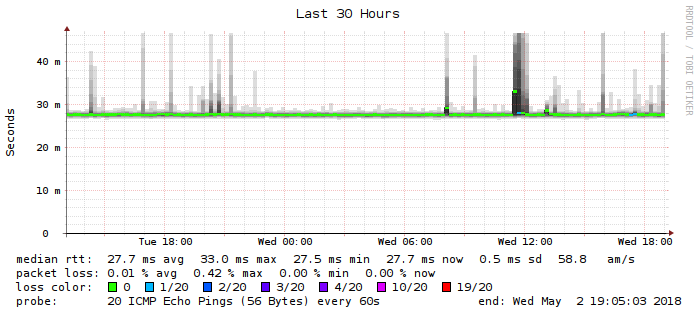 Last 30 Hours
RRDTOOL / TOBI OETIKER
Seconds
40 m
30 m
20 m
10 m
0
Tue 18:00 Wed 00:00 Wed 06:00 Wed 12:00 Wed 18:00
median rtt: 27.7 ms avg 33.0 ms max 27.5 ms min 27.7 ms now 0.5 ms sd 58.8 am/s
packet loss: 0.01 % avg 0.42 % max 0.00 % min 0.00 % now
loss color: 0 1/20 2/20 3/20 4/20 10/20 19/20
probe: 20 ICMP Echo Pings (56 Bytes) every 60s end: Wed May 2 19:05:03 2018